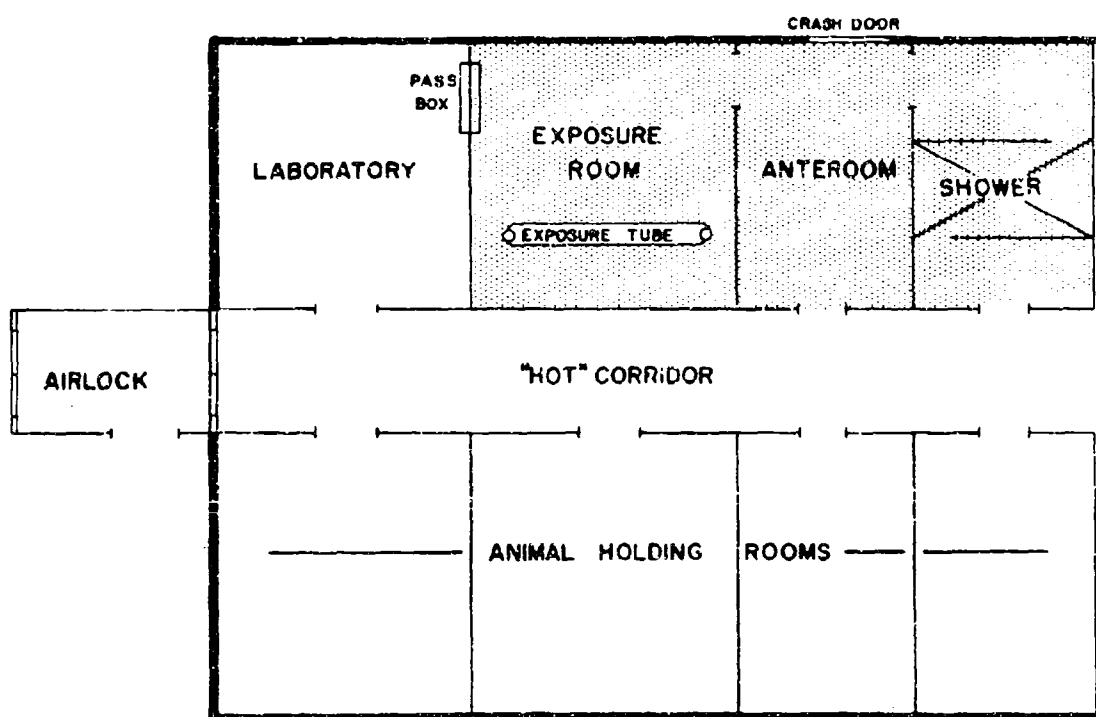 CRASH DOOR
PASS
BOX
EXPOSURE
ROOM
LABORATORY
ANTEROOM
SHOWER
EXPOSURE TUBE
AIRLOCK
"HOT" CORRiDOR
ANIMAL HOLDING ROOMS